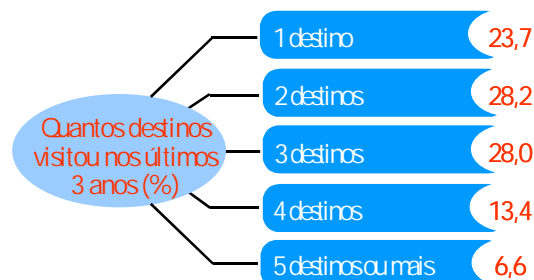 Quantos destinos
visitou nos últimos
3 anos (%)
1 destino 23,7
2 destinos 28,2
3 destinos 28,0
4 destinos 13,4
5 destinos ou mais 6,6